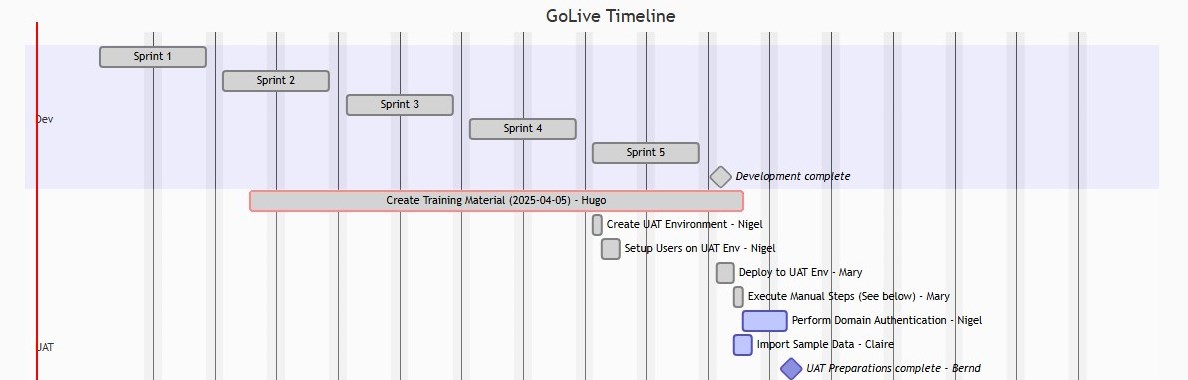 GoLive Timeline
Sprint 1
Sprint 2
Sprint 3
Dev
Sprint 4
Sprint 5
Development complete
Create Training Material (2025-04-05) - Hugo
Create UAT Environment - Nigel
Setup Users on UAT Env - Nigel
Deploy to UAT Env - Mary
Execute Manual Steps (See below) - Mary
Perform Domain Authentication - Nigel
UAT
Import Sample Data - Claire
UAT Preparations complete - Bernd